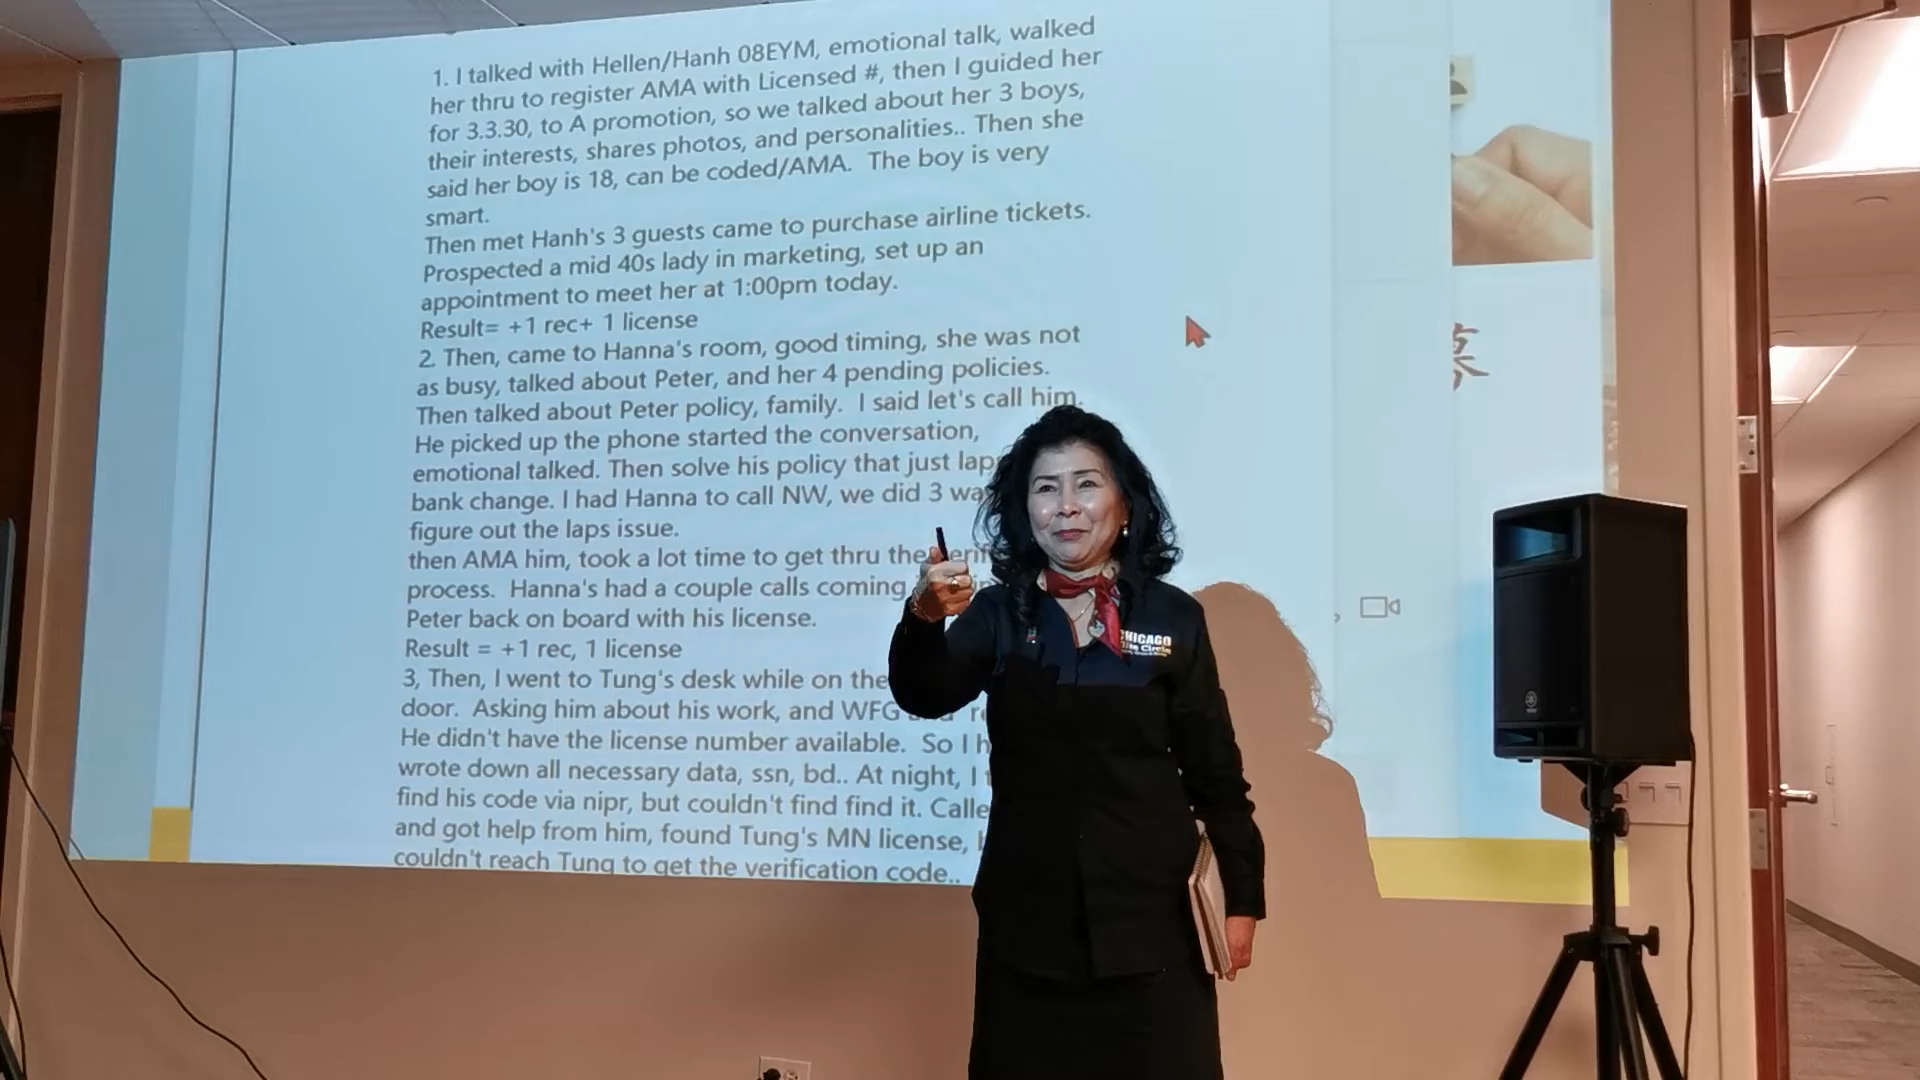 1. I talked with Hellen/Hanh 08EYM, emotional talk, walked
her thru to register AMA with Licensed #, then I guided her
for 3.3.30, to A promotion, so we talked about her 3 boys,
their interests, shares photos, and personalities.. Then she
said her boy is 18, can be coded/AMA. The boy is very
smart.
Then met Hanh's 3 guests came to purchase airline tickets.
Prospected a mid 40s lady in marketing, set up an
appointment to meet her at 1:00pm today.
Result= +1 rec+ 1 license
2. Then, came to Hanna's room, good timing, she was not
as busy, talked about Peter, and her 4 pending policies.
Then talked about Peter policy, family. I said let's call him.
He picked up the phone started the conversation,
emotional talked. Then solve his policy that just
bank change. I had Hanna to call NW, we did 3
figure out the laps issue.
then AMA him, took a lot time to get thru the
process. Hanna's had a couple calls coming
Peter back on board with his license.
Result = +1 rec, 1 license
3, Then, I went to Tung's desk while on the
door. Asking him about his work, and WFG
He didn't have the license number available. So I
wrote down all necessary data, ssn, bd.. At night, I
find his code via nipr, but couldn't find find it.
and got help from him, found Tung's MN license,
couldn't reach Tung to get the verification code..
CHICAGO
Elite Circle